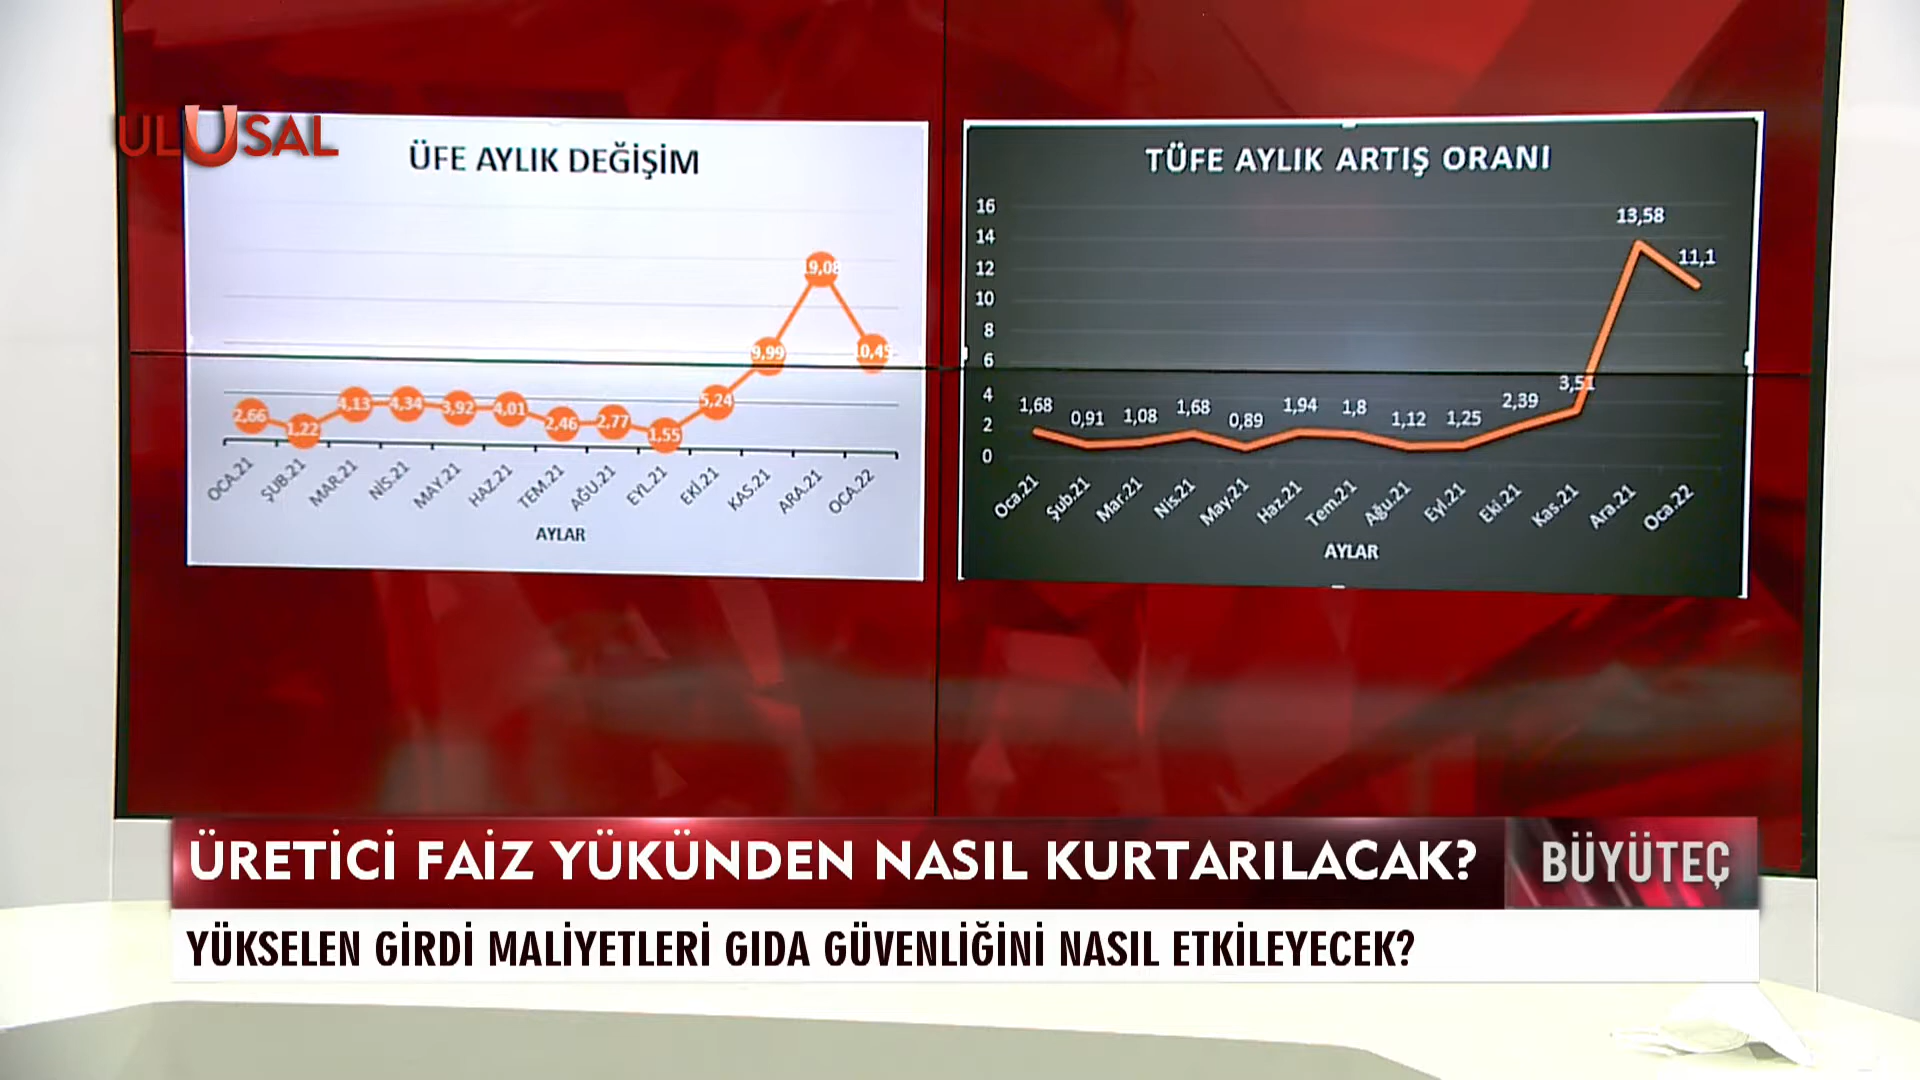 ULUSAL
ÜFE AYLIK DEĞİŞİM
19,08
9,99
10,45
2,66
1,22
4,13
4,34
3,92
4,01
2,46
2,77
1,55
5,24
OCA.21
ŞUB.21
MAR.21
NİS.21
MAY.21
HAZ.21
TEM.21
AĞU.21
EYL.21
EKİ.21
KAS.21
ARA.21
OCA.22
AYLAR
TÜFE AYLIK ARTIŞ ORANI
16
14
12
10
8
6
4
2
0
1,68
0,91
1,08
1,68
0,89
1,94
1,8
1,12
1,25
2,39
3,51
13,58
11,1
Oca.21
Şub.21
Mar.21
Nis.21
May.21
Haz.21
Tem.21
Ağu.21
Eyl.21
Eki.21
Kas.21
Ara.21
Oca.22
AYLAR
ÜRETİCİ FAİZ YÜKÜNDEN NASIL KURTARILACAK?
BÜYÜTEÇ
YÜKSELEN GİRDİ MALİYETLERİ GIDA GÜVENLİĞİNİ NASIL ETKİLEYECEK?